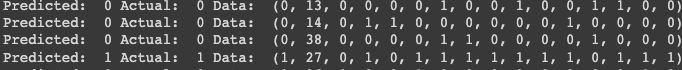 Predicted:  0 Actual:  0 Data:  (0, 13, 0, 0, 0, 0, 1, 0, 0, 1, 0, 0, 1, 1, 0, 0)
Predicted:  0 Actual:  0 Data:  (0, 14, 0, 1, 1, 0, 0, 0, 0, 0, 0, 1, 0, 0, 0, 0)
Predicted:  0 Actual:  0 Data:  (0, 38, 0, 0, 0, 0, 1, 1, 0, 0, 0, 0, 1, 0, 0, 0)
Predicted:  1 Actual:  1 Data:  (1, 27, 0, 1, 0, 1, 1, 1, 1, 1, 1, 1, 0, 1, 1, 1)